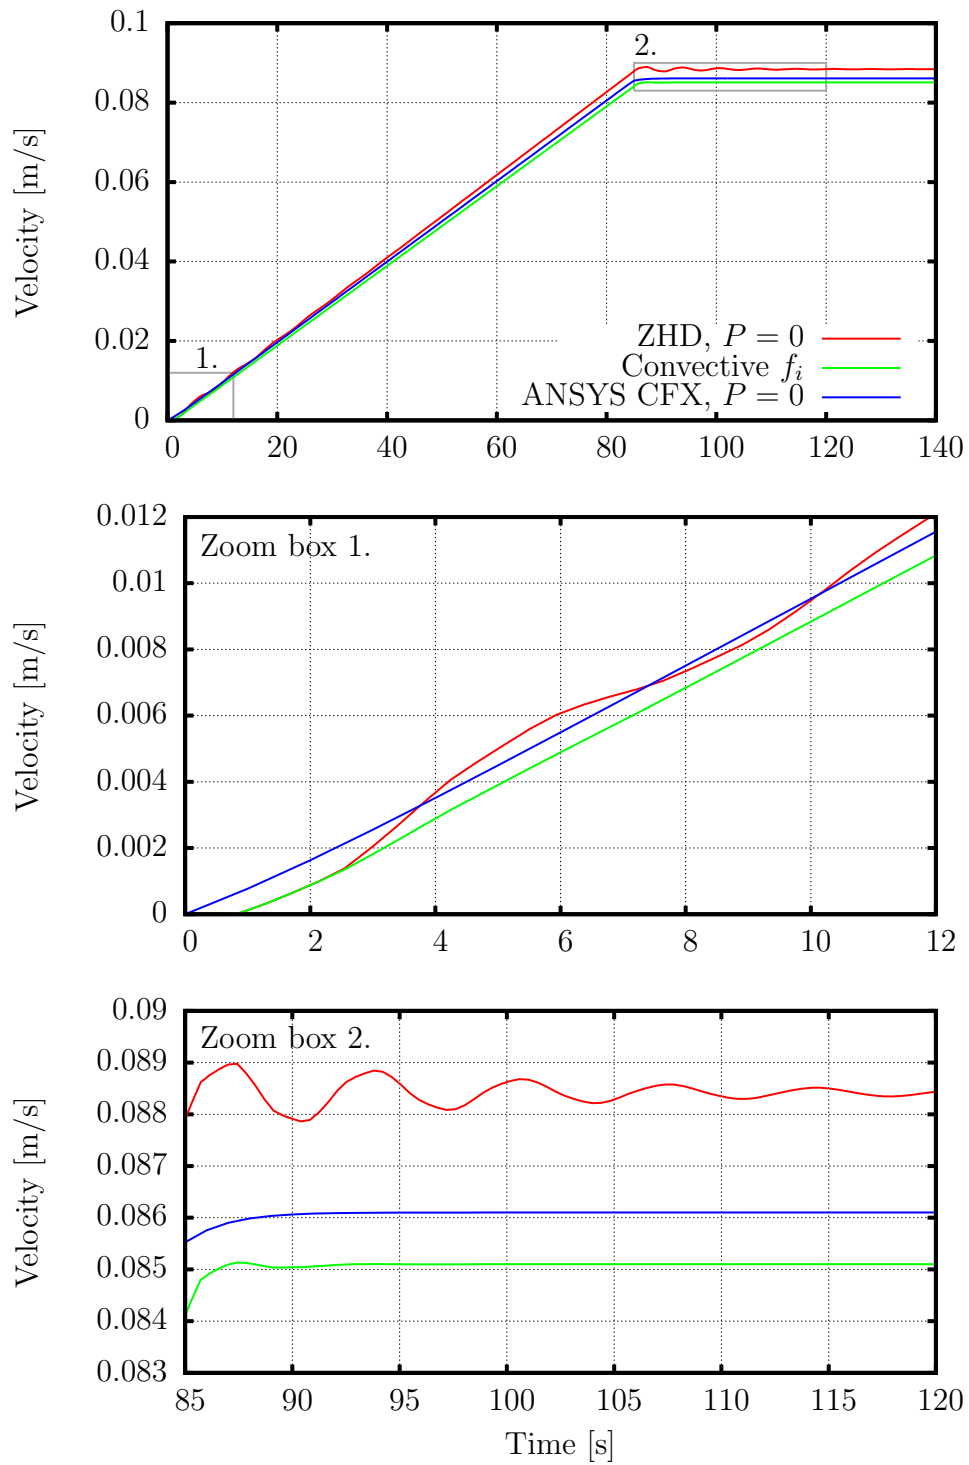 0.1
0.08
0.06
0.04
0.02
0
Velocity [m/s]
2.
1.
ZHD, P = 0
Convective fᵢ
ANSYS CFX, P = 0
0 20 40 60 80 100 120 140
0.012
0.01
0.008
0.006
0.004
0.002
0
Velocity [m/s]
Zoom box 1.
0 2 4 6 8 10 12
0.09
0.089
0.088
0.087
0.086
0.085
0.084
0.083
Velocity [m/s]
Zoom box 2.
85 90 95 100 105 110 115 120
Time [s]